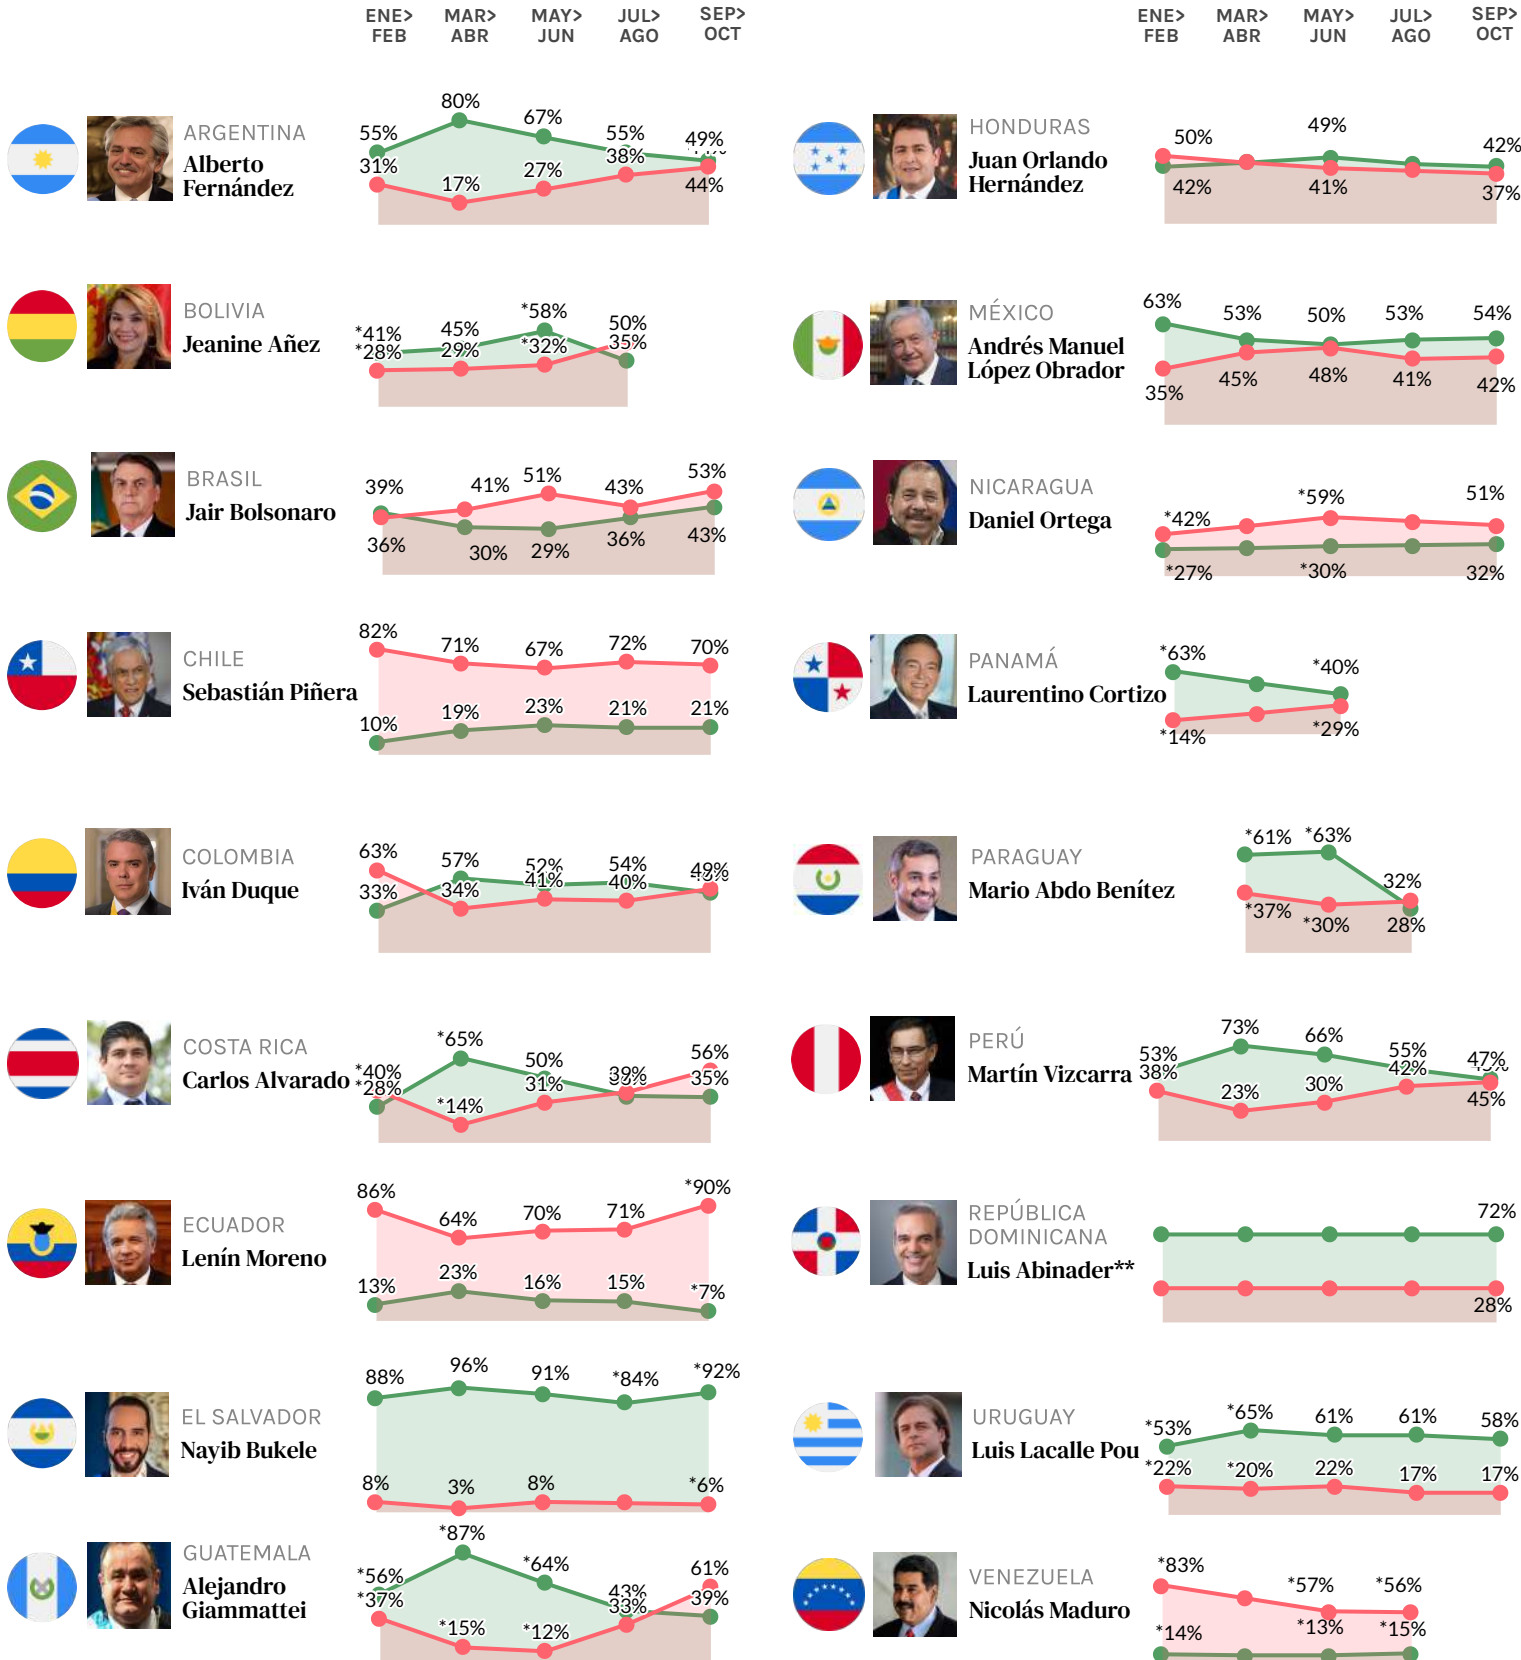 ENE>
FEB
MAR>
ABR
MAY>
JUN
JUL>
AGO
SEP>
OCT
ENE>
FEB
MAR>
ABR
MAY>
JUN
JUL>
AGO
SEP>
OCT
ARGENTINA
Alberto
Fernández
55% 80% 67% 55% 49%
31% 17% 27% 38% 44%
BOLIVIA
Jeanine Añez
*41% 45% *58% 50%
*28% 29% *32% 35%
BRASIL
Jair Bolsonaro
39% 41% 51% 43% 53%
36% 30% 29% 36% 43%
CHILE
Sebastián Piñera
82% 71% 67% 72% 70%
10% 19% 23% 21% 21%
COLOMBIA
Iván Duque
63% 57% 52% 54% 49%
33% 34% 41% 40%
COSTA RICA
Carlos Alvarado
*40% *65% 50% 39% 56%
*28% *14% 31% 35%
ECUADOR
Lenín Moreno
86% 64% 70% 71% *90%
13% 23% 16% 15% *7%
EL SALVADOR
Nayib Bukele
88% 96% 91% *84% *92%
8% 3% 8% *6%
GUATEMALA
Alejandro
Giammattei
*56% *87% *64% 43% 61%
*37% *15% *12% 33% 39%
HONDURAS
Juan Orlando
Hernández
50% 49% 42%
42% 41% 37%
MÉXICO
Andrés Manuel
López Obrador
63% 53% 50% 53% 54%
35% 45% 48% 41% 42%
NICARAGUA
Daniel Ortega
*42% *59% 51%
*27% *30% 32%
PANAMÁ
Laurentino Cortizo
*63% *40%
*14% *29%
PARAGUAY
Mario Abdo Benítez
*61% *63% 32%
*37% *30% 28%
PERÚ
Martín Vizcarra
53% 73% 66% 55% 47%
38% 23% 30% 42% 45%
REPÚBLICA
DOMINICANA
Luis Abinader**
72%
28%
URUGUAY
Luis Lacalle Pou
*53% *65% 61% 61% 58%
*22% *20% 22% 17% 17%
VENEZUELA
Nicolás Maduro
*83% *57% *56%
*14% *13% *15%